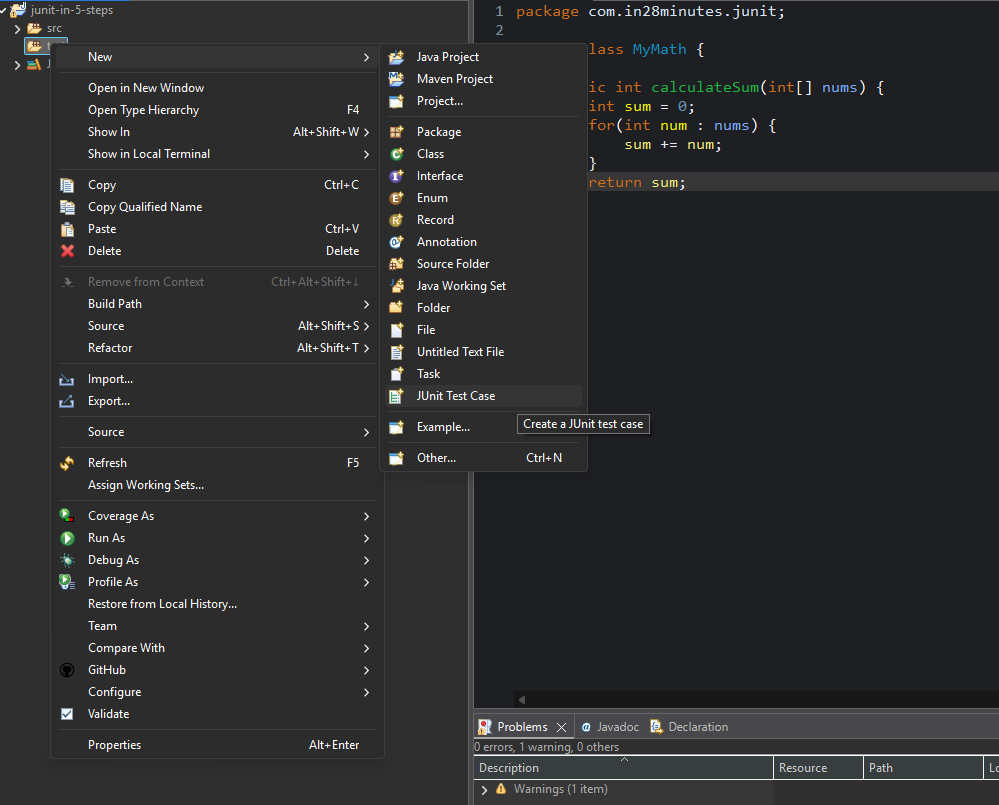 junit-in-5-steps
src
New
Open in New Window
Open Type Hierarchy F4
Show In Alt+Shift+W
Show in Local Terminal
Copy Ctrl+C
Copy Qualified Name
Paste Ctrl+V
Delete Delete
Remove from Context Ctrl+Alt+Shift+↓
Build Path
Source Alt+Shift+S
Refactor Alt+Shift+T
Import...
Export...
Source
Refresh F5
Assign Working Sets...
Coverage As
Run As
Debug As
Profile As
Restore from Local History...
Team
Compare With
GitHub
Configure
Validate
Properties Alt+Enter
Java Project
Maven Project
Project...
Package
Class
Interface
Enum
Record
Annotation
Source Folder
Java Working Set
Folder
File
Untitled Text File
Task
JUnit Test Case
Example...
Other... Ctrl+N
Create a JUnit test case
1 package com.in28minutes.junit;
2
lass MyMath {
ic int calculateSum(int[] nums) {
int sum = 0;
for(int num : nums) {
sum += num;
}
return sum;
Problems Javadoc Declaration
0 errors, 1 warning, 0 others
Description Resource Path
Warnings (1 item)